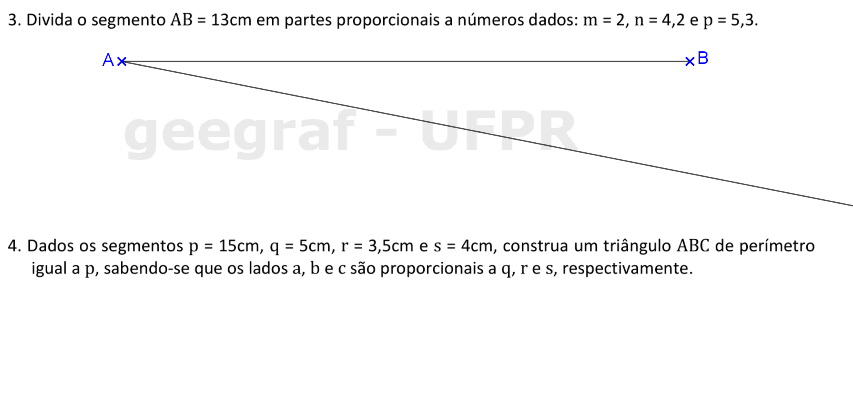 3. Divida o segmento AB = 13cm em partes proporcionais a números dados: m = 2, n = 4,2 e p = 5,3.
A B
geegraf - UFPR
4. Dados os segmentos p = 15cm, q = 5cm, r = 3,5cm e s = 4cm, construa um triângulo ABC de perímetro
igual a p, sabendo-se que os lados a, b e c são proporcionais a q, r e s, respectivamente.